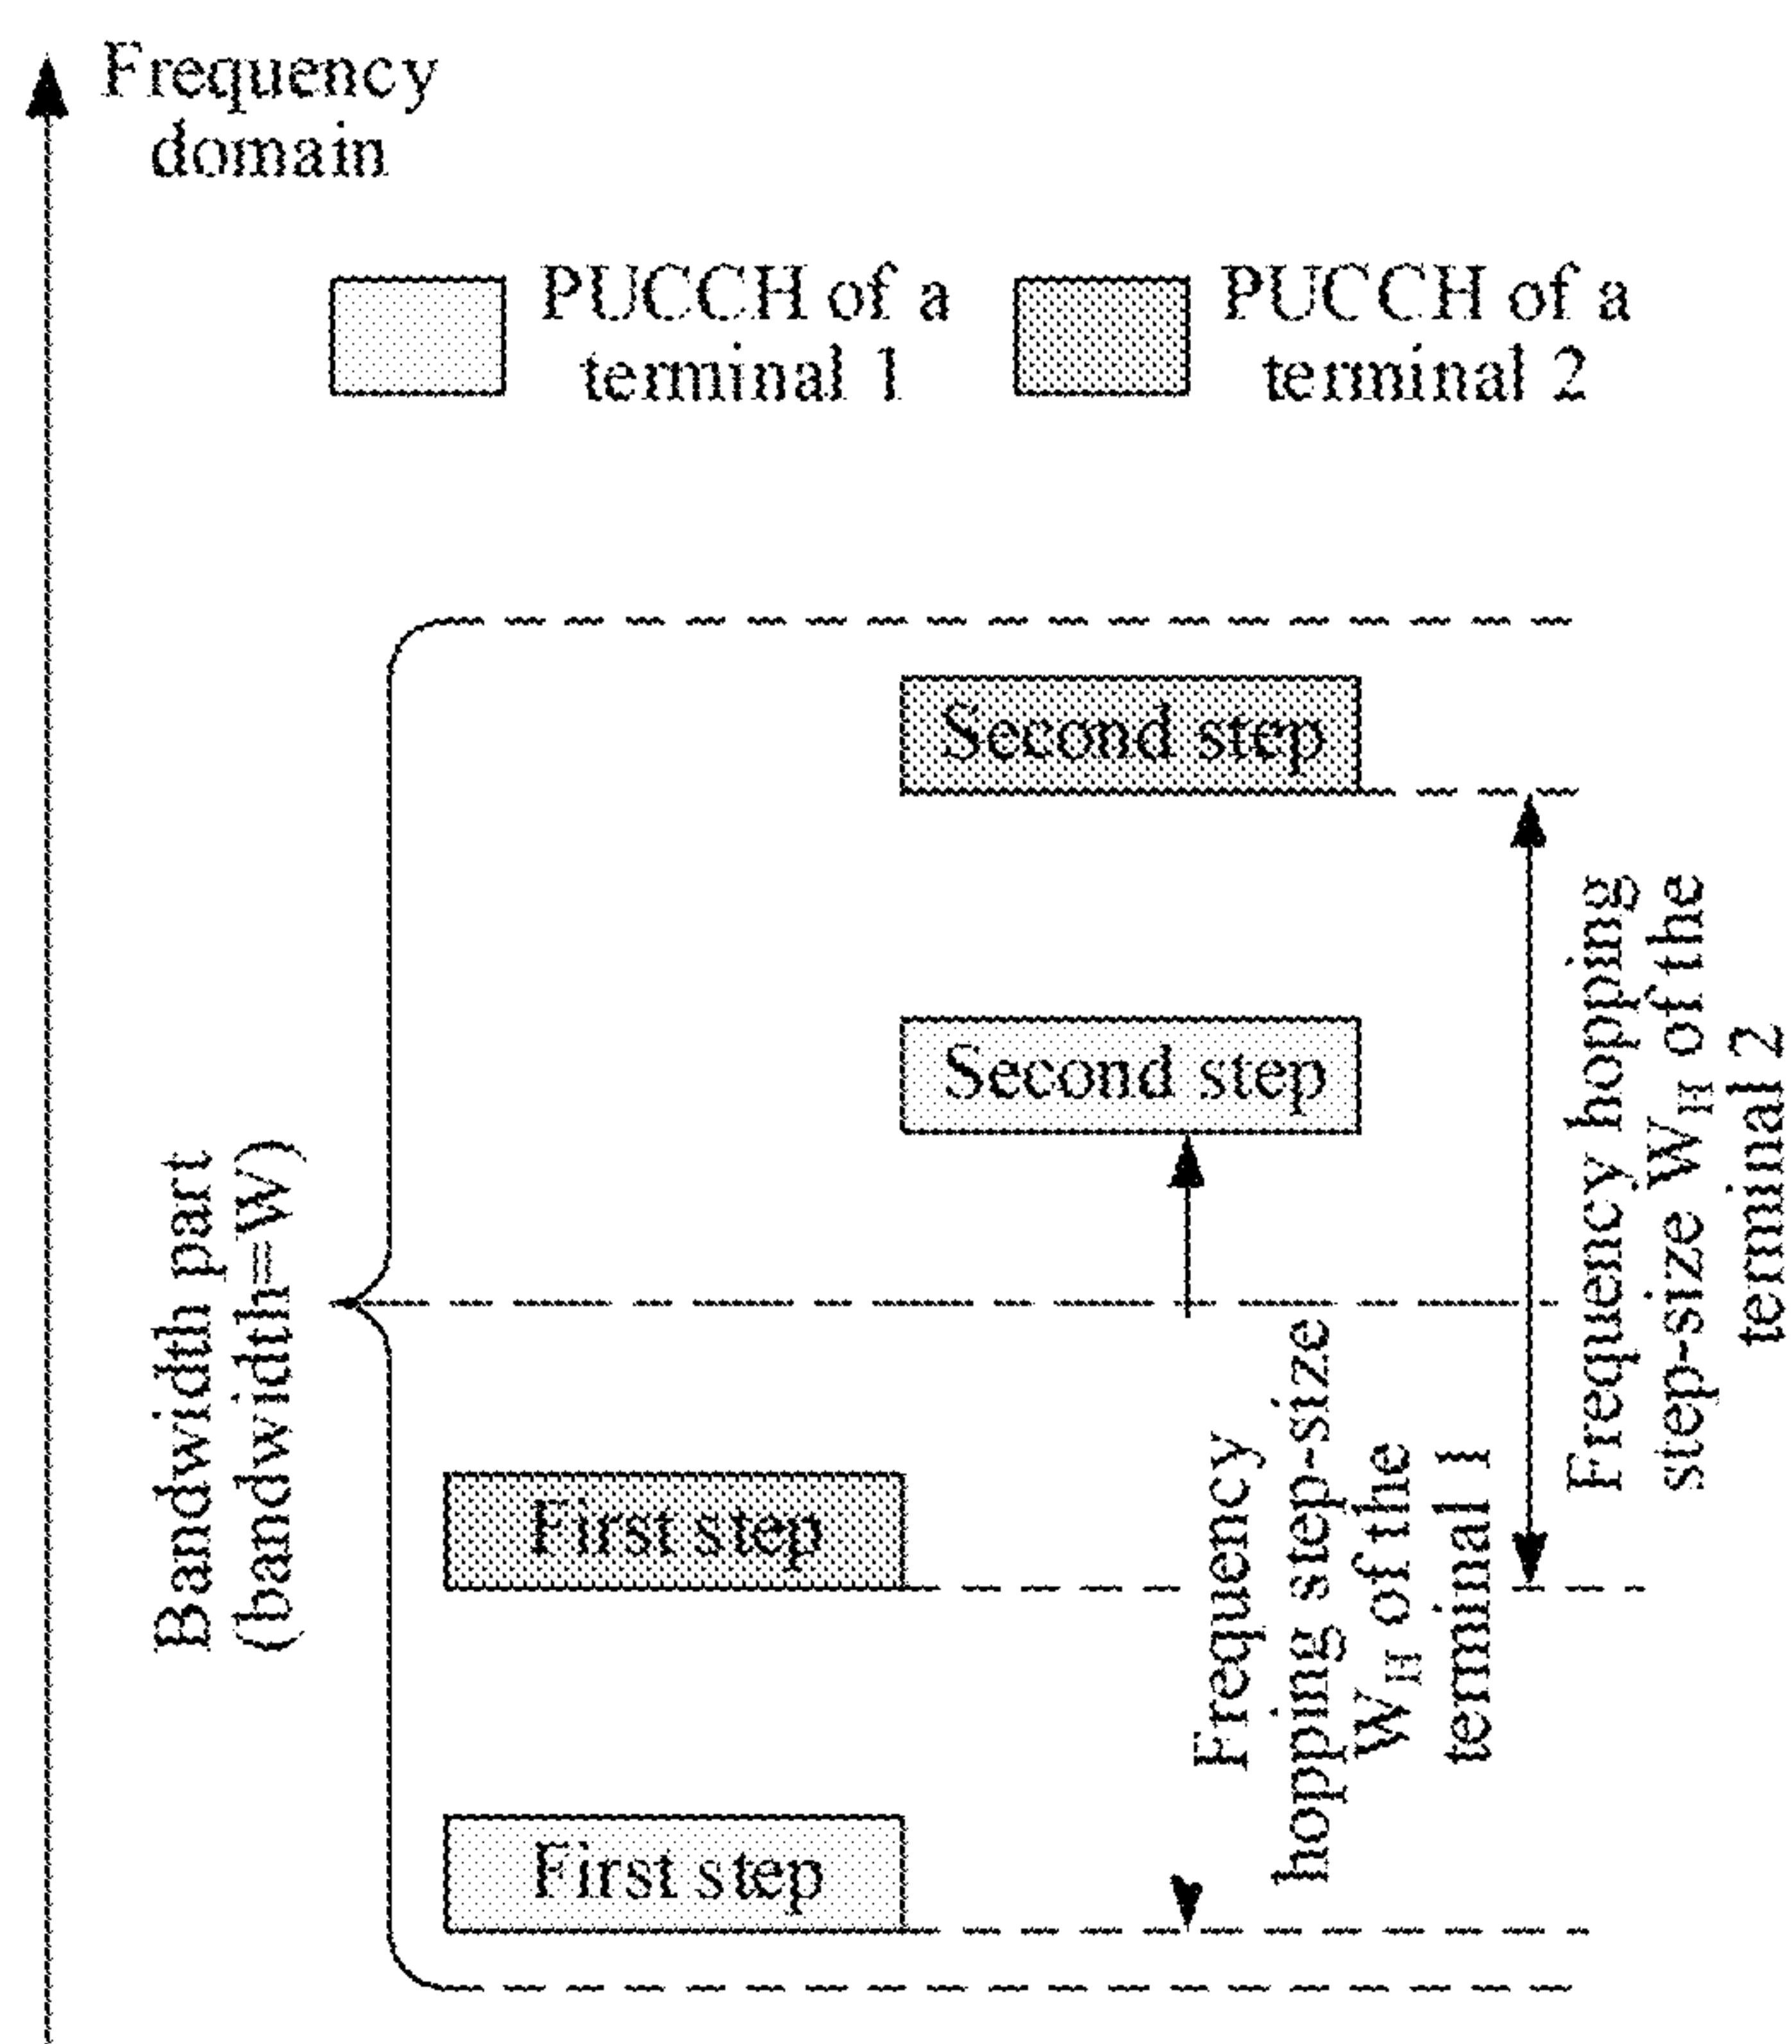 Frequency
domain
PUCCH of a
terminal 1
PUCCH of a
terminal 2
Second step
Second step
First step
First step
Bandwidth part
(bandwidth=W)
Frequency
hopping step-size
W_H of the
terminal 1
Frequency hopping
step-size W_H of the
terminal 2